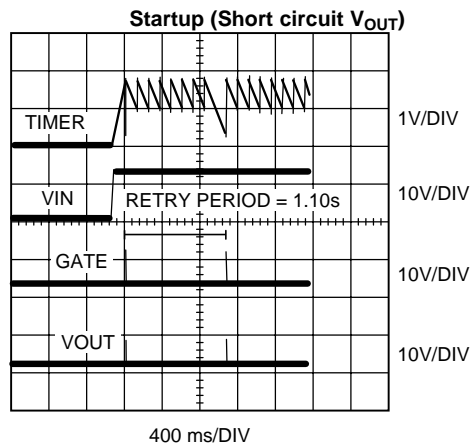 Startup (Short circuit VOUT)
TIMER
1V/DIV
VIN
10V/DIV
RETRY PERIOD = 1.10s
GATE
10V/DIV
VOUT
10V/DIV
400 ms/DIV